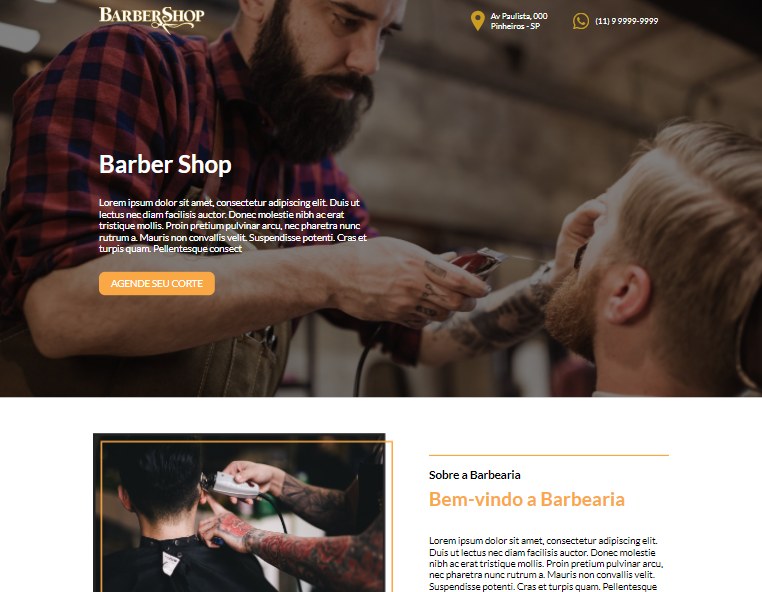 BARBERSHOP
Av Paulista, 000
Pinheiros - SP
(11) 9 9999-9999
Barber Shop
Lorem ipsum dolor sit amet, consectetur adipiscing elit. Duis ut
lectus nec diam facilisis auctor. Donec molestie nibh ac erat
tristique mollis. Proin pretium pulvinar arcu, nec pharetra nunc
rutrum a. Mauris non convallis velit. Suspendisse potenti. Cras et
turpis quam. Pellentesque consect
AGENDE SEU CORTE
Sobre a Barbearia
Bem-vindo a Barbearia
Lorem ipsum dolor sit amet, consectetur adipiscing elit.
Duis ut lectus nec diam facilisis auctor. Donec molestie
nibh ac erat tristique mollis. Proin pretium pulvinar arcu,
nec pharetra nunc rutrum a. Mauris non convallis velit.
Suspendisse potenti. Cras et turpis quam. Pellentesque